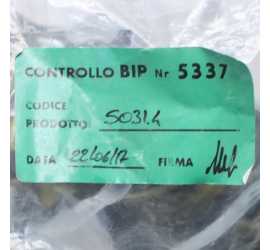 CONTROLLO BIP Nr 5337
CODICE
PRODOTTO: 5031.4
DATA 22/06/17 FIRMA